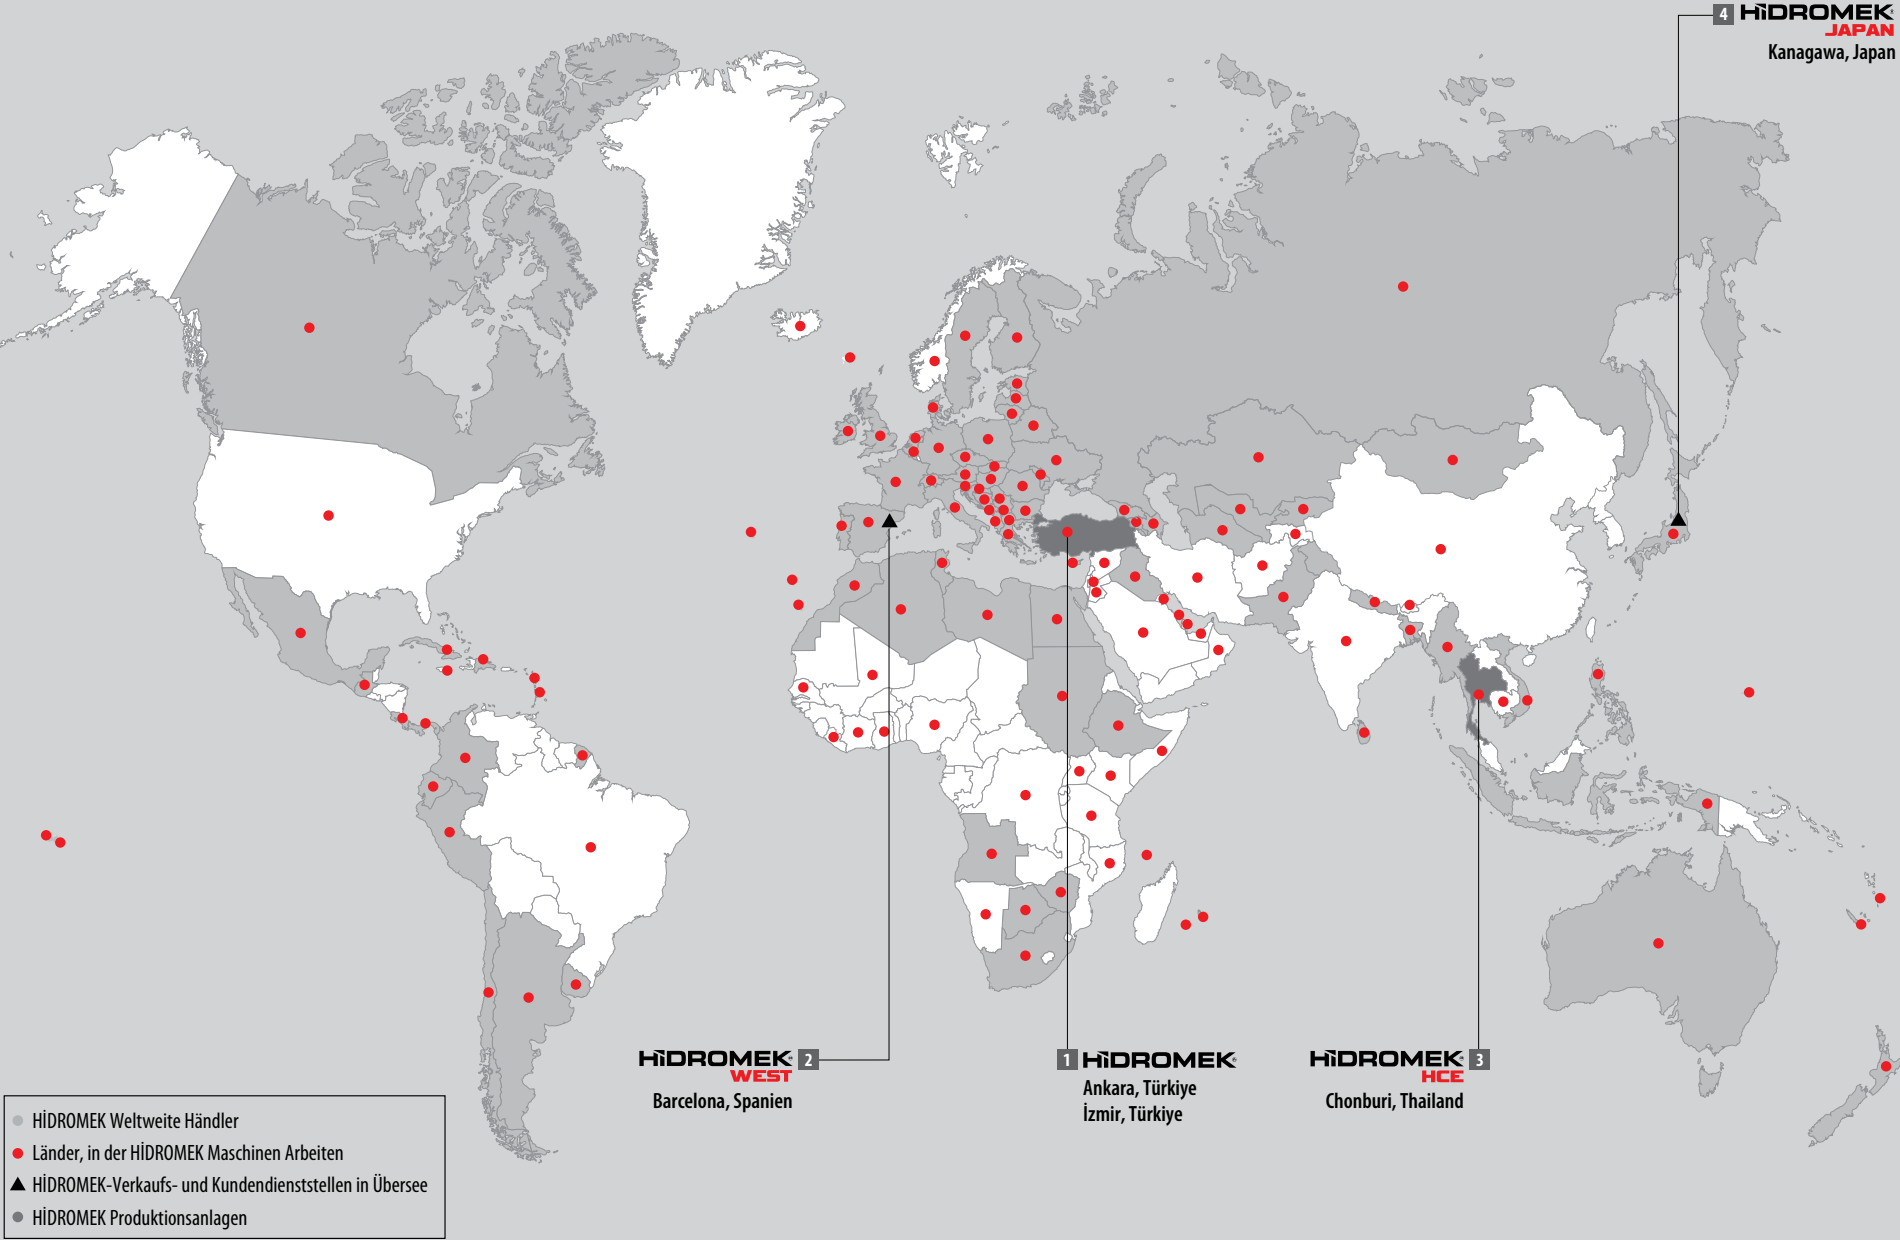 4 HİDROMEK®
JAPAN
Kanagawa, Japan
HİDROMEK® 2
WEST
Barcelona, Spanien
1 HİDROMEK®
Ankara, Türkiye
İzmir, Türkiye
HİDROMEK® 3
HCE
Chonburi, Thailand
HİDROMEK Weltweite Händler
Länder, in der HİDROMEK Maschinen Arbeiten
HİDROMEK-Verkaufs- und Kundendienststellen in Übersee
HİDROMEK Produktionsanlagen